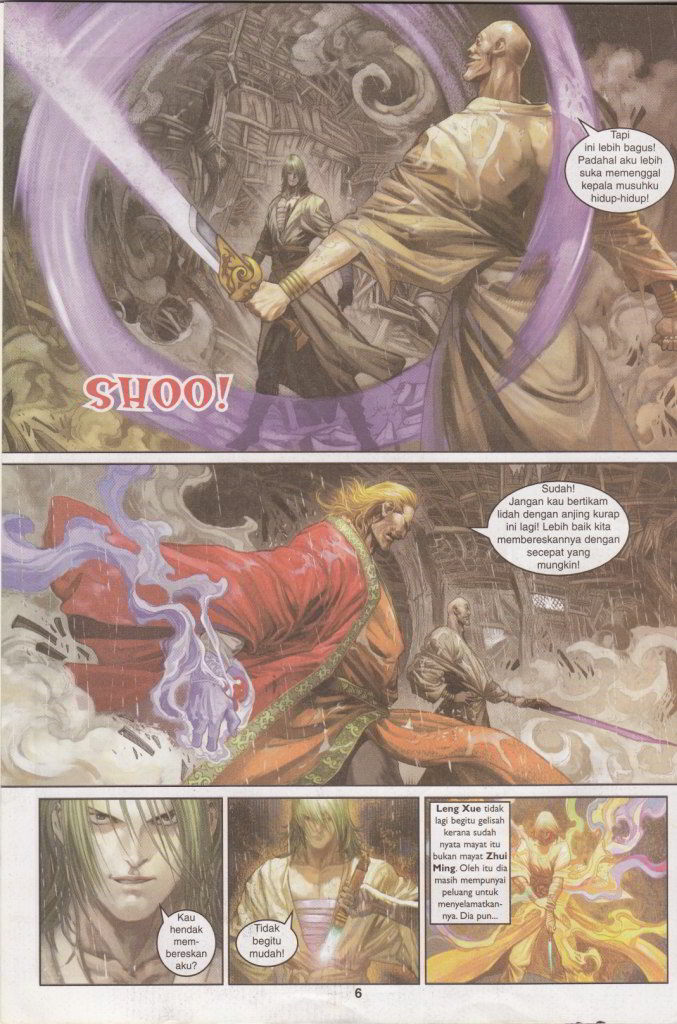 Tapi
ini lebih bagus!
Padahal aku lebih
suka memenggal
kepala musuhku
hidup-hidup!
SHOO!
Sudah!
Jangan kau bertikam
lidah dengan anjing kurap
ini lagi! Lebih baik kita
membereskannya dengan
secepat yang
mungkin!
Kau
hendak
mem-
bereskan
aku?
Tidak
begitu
mudah!
Leng Xue tidak
lagi begitu gelisah
kerana sudah
nyata mayat itu
bukan mayat Zhui
Ming. Oleh itu dia
masih mempunyai
peluang untuk
menyelamatkan-
nya. Dia pun...
6